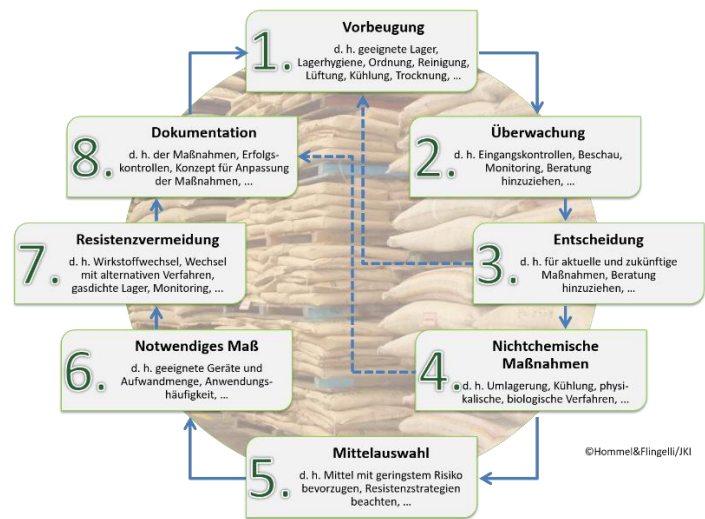 1.
Vorbeugung
d. h. geeignete Lager,
Lagerhygiene, Ordnung, Reinigung,
Lüftung, Kühlung, Trocknung, ...
2.
Überwachung
d. h. Eingangskontrollen, Beschau,
Monitoring, Beratung
hinzuziehen, ...
3.
Entscheidung
d. h. für aktuelle und zukünftige
Maßnahmen, Beratung
hinzuziehen, ...
4.
Nichtchemische
Maßnahmen
d. h. Umlagerung, Kühlung, physi-
kalische, biologische Verfahren, ...
5.
Mittelauswahl
d. h. Mittel mit geringstem Risiko
bevorzugen, Resistenzstrategien
beachten, ...
6.
Notwendiges Maß
d. h. geeignete Geräte und
Aufwandmenge, Anwendungs-
häufigkeit, ...
7.
Resistenzvermeidung
d. h. Wirkstoffwechsel, Wechsel
mit alternativen Verfahren,
gasdichte Lager, Monitoring, ...
8.
Dokumentation
d. h. der Maßnahmen, Erfolgs-
kontrollen, Konzept für Anpassung
der Maßnahmen, ...
©Hommel&Flingelli/JKI